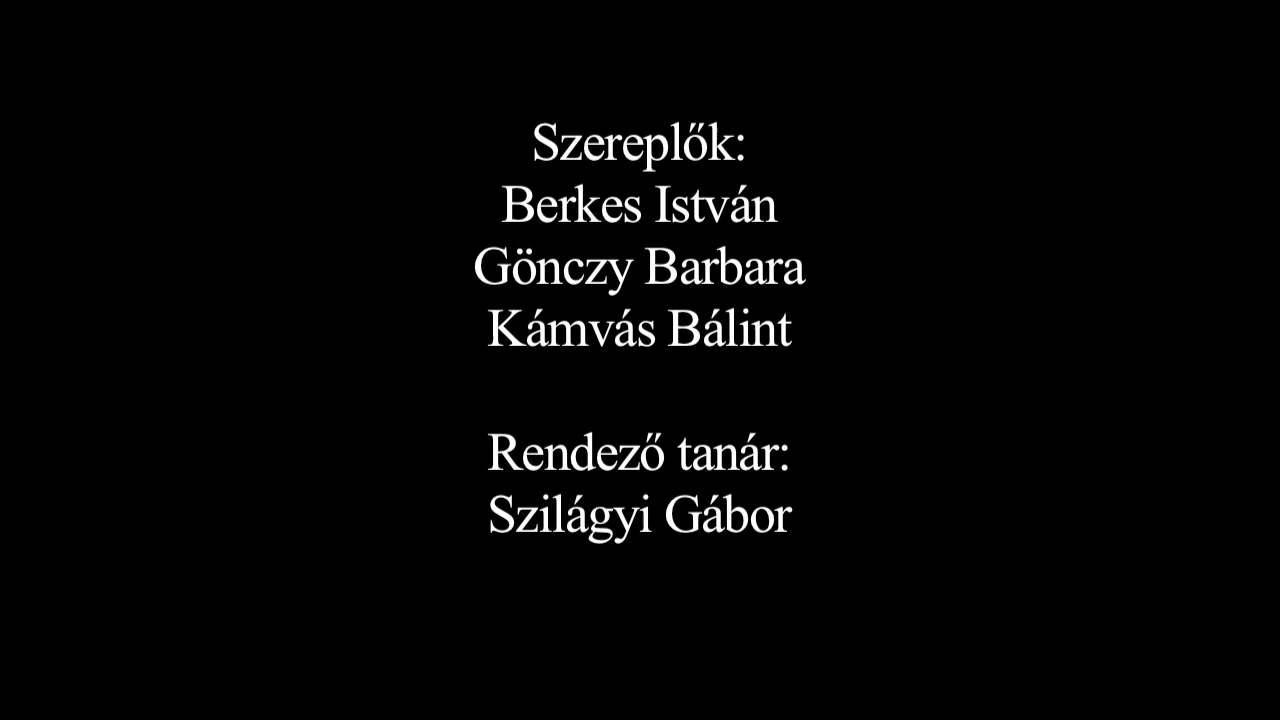 Szereplők:
Berkes István
Gönczy Barbara
Kámvás Bálint
Rendező tanár:
Szilágyi Gábor